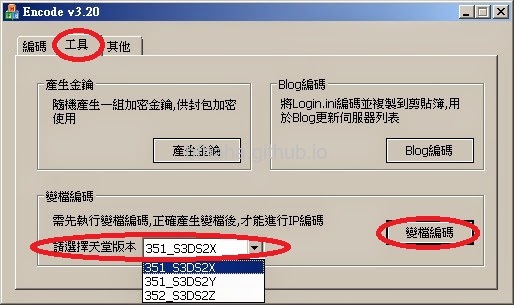 Encode v3.20
編碼 工具 其他
產生金鑰
隨機產生一組加密金鑰,供封包加密
使用
產生金鑰
Blog編碼
將Login.ini編碼並複製到剪貼簿,用
於Blog更新伺服器列表
Blog編碼
變檔編碼
需先執行變檔編碼,正確產生變檔後,才能進行IP編碼
請選擇天堂版本 351_S3DS2X
變檔編碼
351_S3DS2X
351_S3DS2Y
352_S3DS2Z